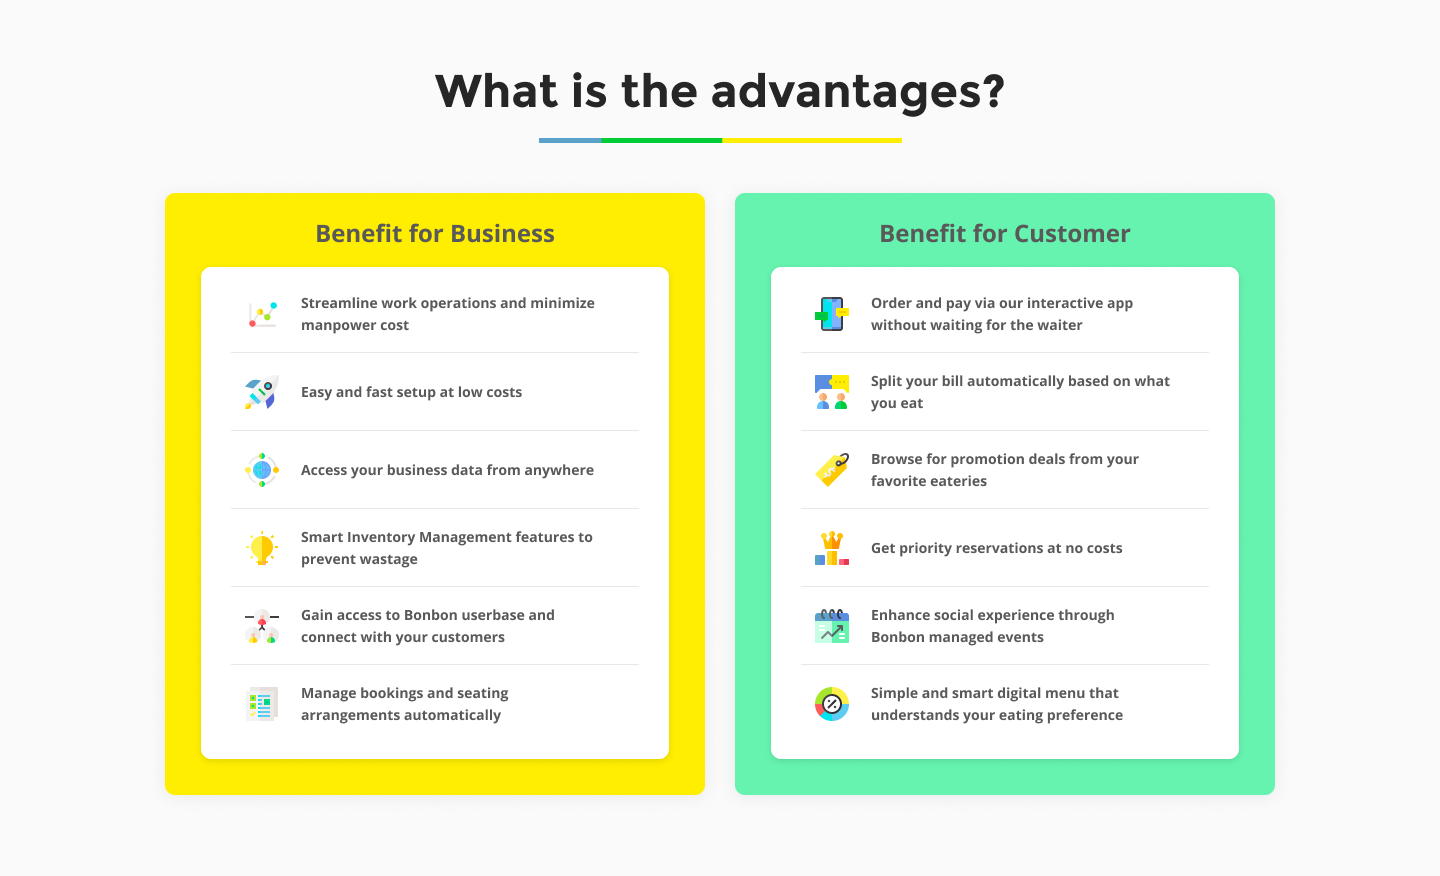 What is the advantages?
Benefit for Business
Streamline work operations and minimize
manpower cost
Easy and fast setup at low costs
Access your business data from anywhere
Smart Inventory Management features to
prevent wastage
Gain access to Bonbon userbase and
connect with your customers
Manage bookings and seating
arrangements automatically
Benefit for Customer
Order and pay via our interactive app
without waiting for the waiter
Split your bill automatically based on what
you eat
Browse for promotion deals from your
favorite eateries
Get priority reservations at no costs
Enhance social experience through
Bonbon managed events
Simple and smart digital menu that
understands your eating preference